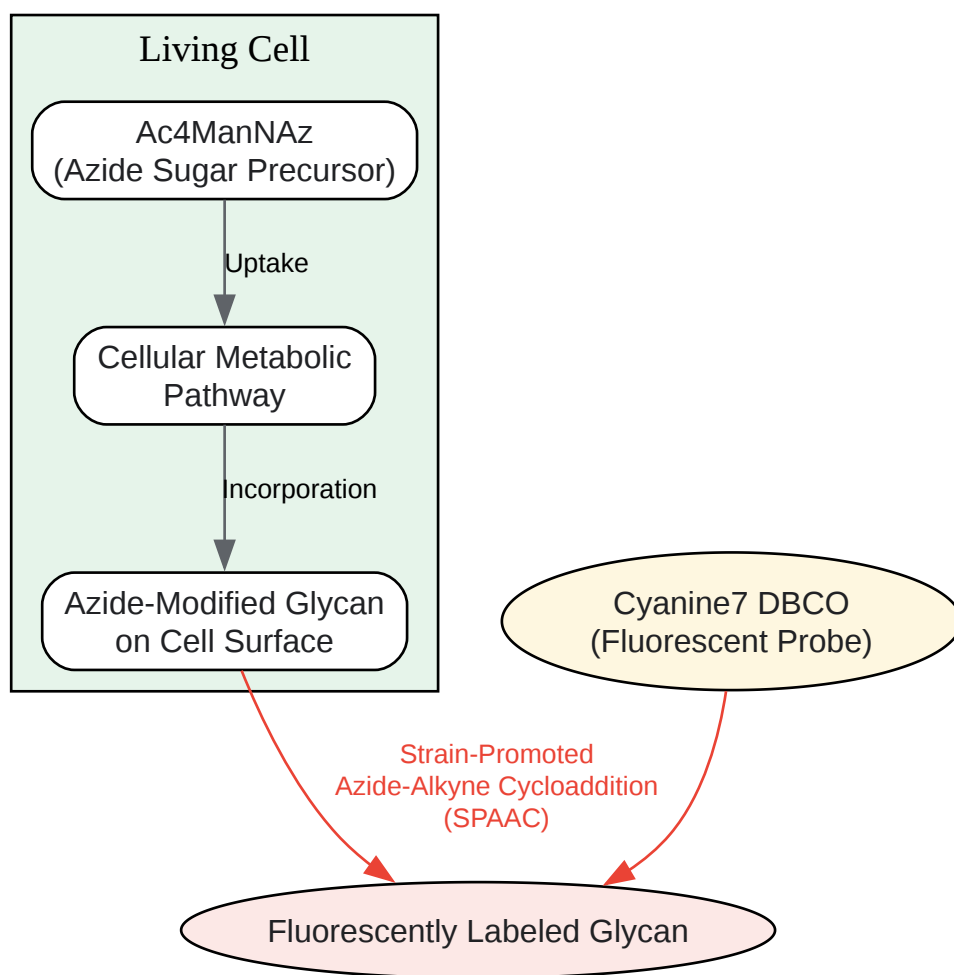 Living Cell
Ac4ManNAz
(Azide Sugar Precursor)
Uptake
Cellular Metabolic
Pathway
Incorporation
Azide-Modified Glycan
on Cell Surface
Cyanine7 DBCO
(Fluorescent Probe)
Strain-Promoted
Azide-Alkyne Cycloaddition
(SPAAC)
Fluorescently Labeled Glycan